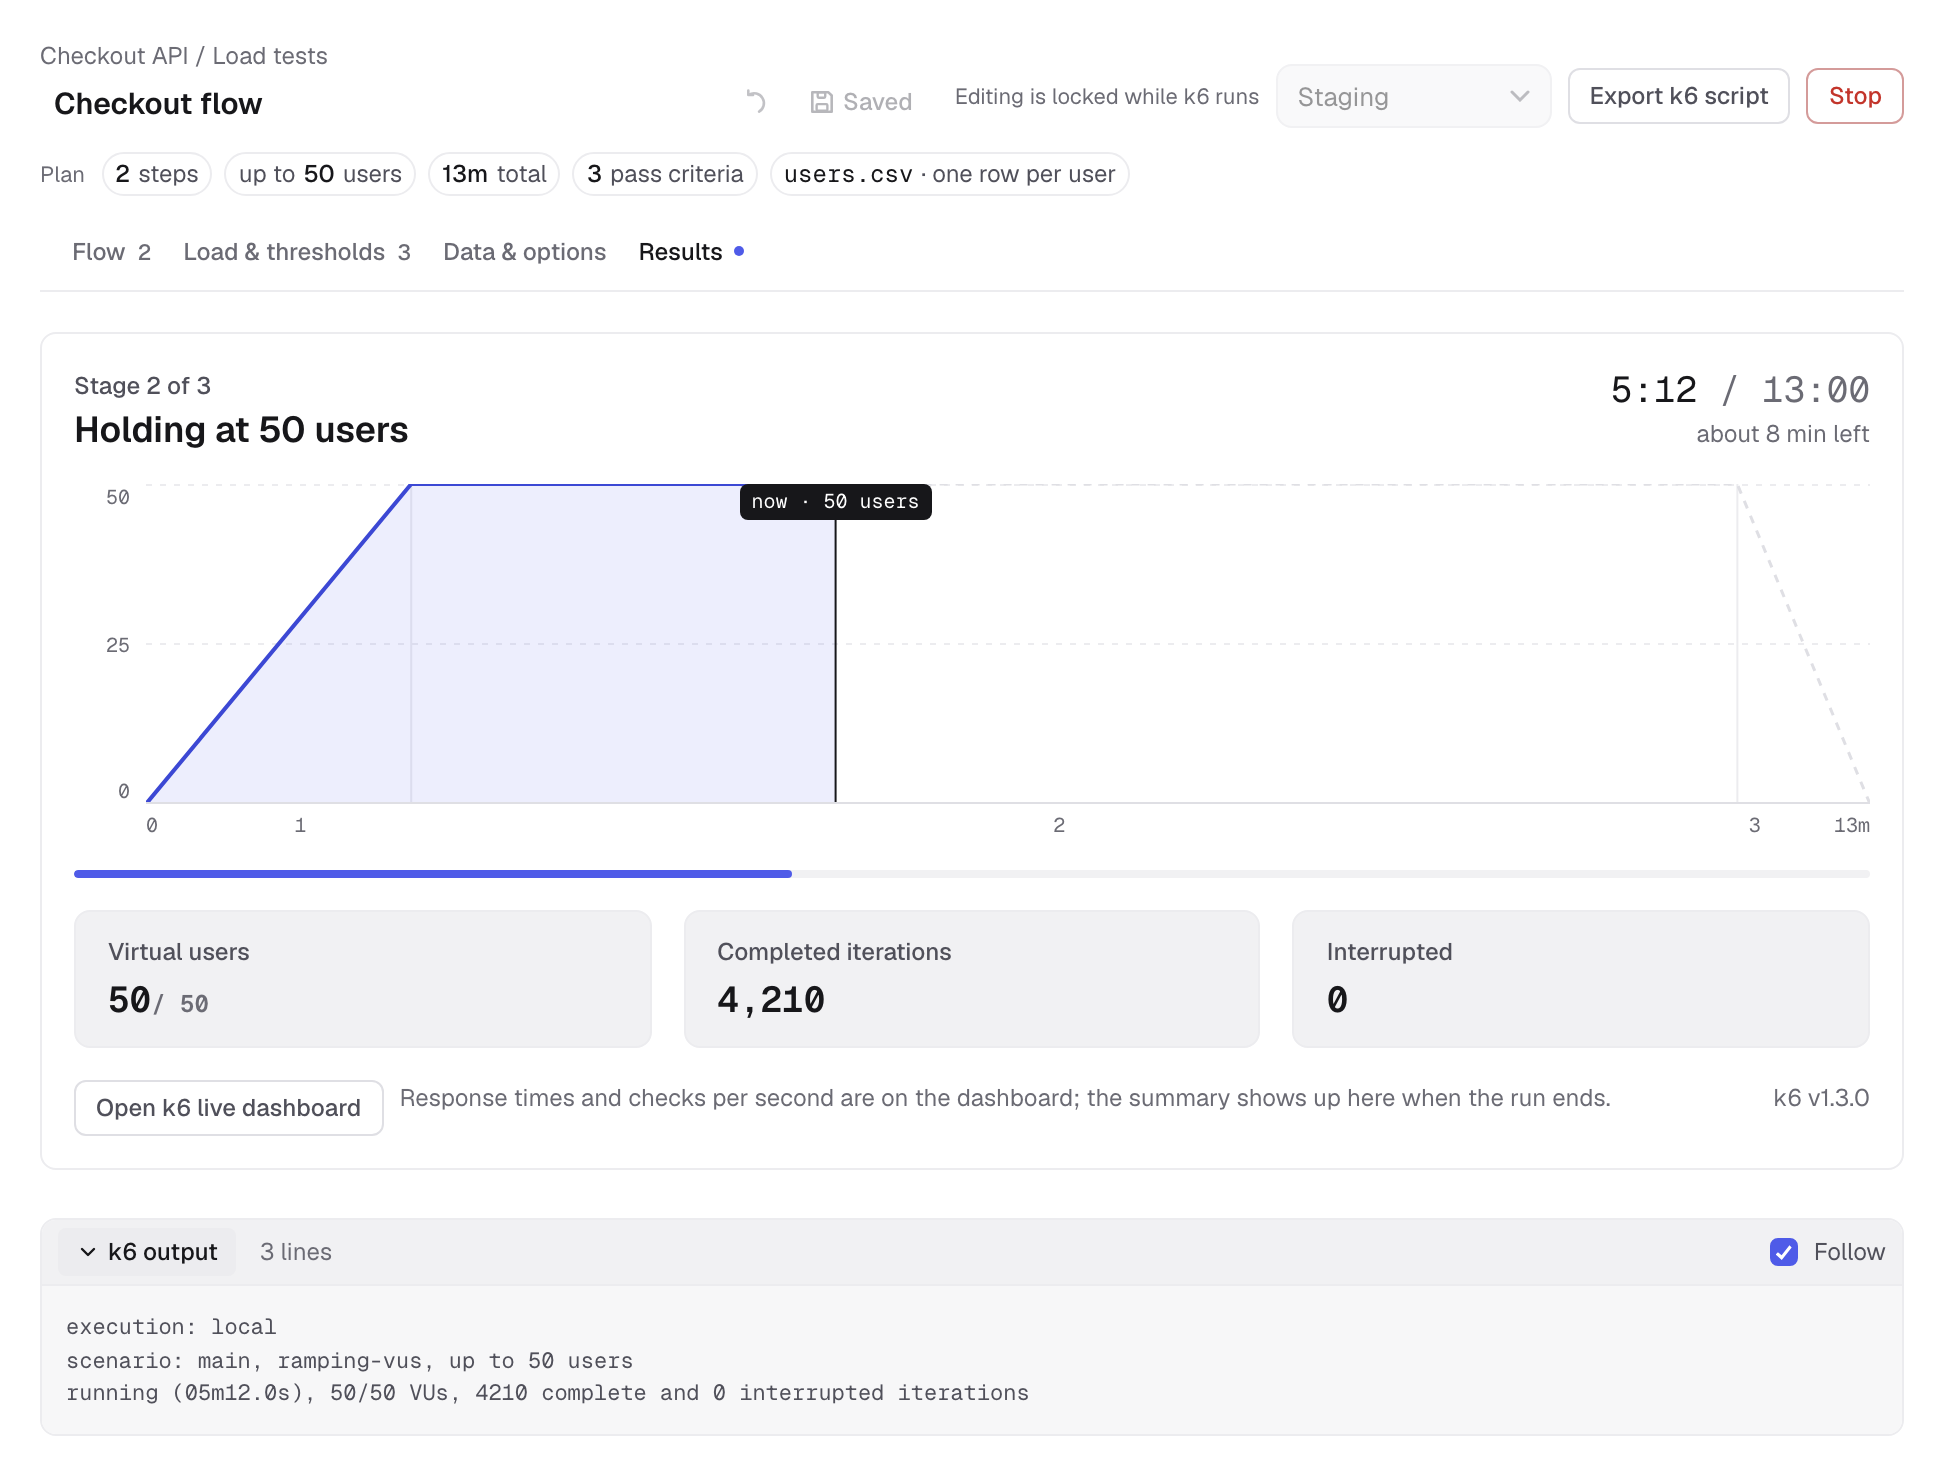 Checkout API / Load tests
Checkout flow
Saved
Editing is locked while k6 runs
Staging
Export k6 script
Stop
Plan
2 steps
up to 50 users
13m total
3 pass criteria
users.csv · one row per user
Flow 2
Load & thresholds 3
Data & options
Results
Stage 2 of 3
Holding at 50 users
5:12 / 13:00
about 8 min left
50
now · 50 users
25
0
0 1 2 3 13m
Virtual users
50/ 50
Completed iterations
4,210
Interrupted
0
Open k6 live dashboard
Response times and checks per second are on the dashboard; the summary shows up here when the run ends.
k6 v1.3.0
k6 output
3 lines
Follow
execution: local
scenario: main, ramping-vus, up to 50 users
running (05m12.0s), 50/50 VUs, 4210 complete and 0 interrupted iterations